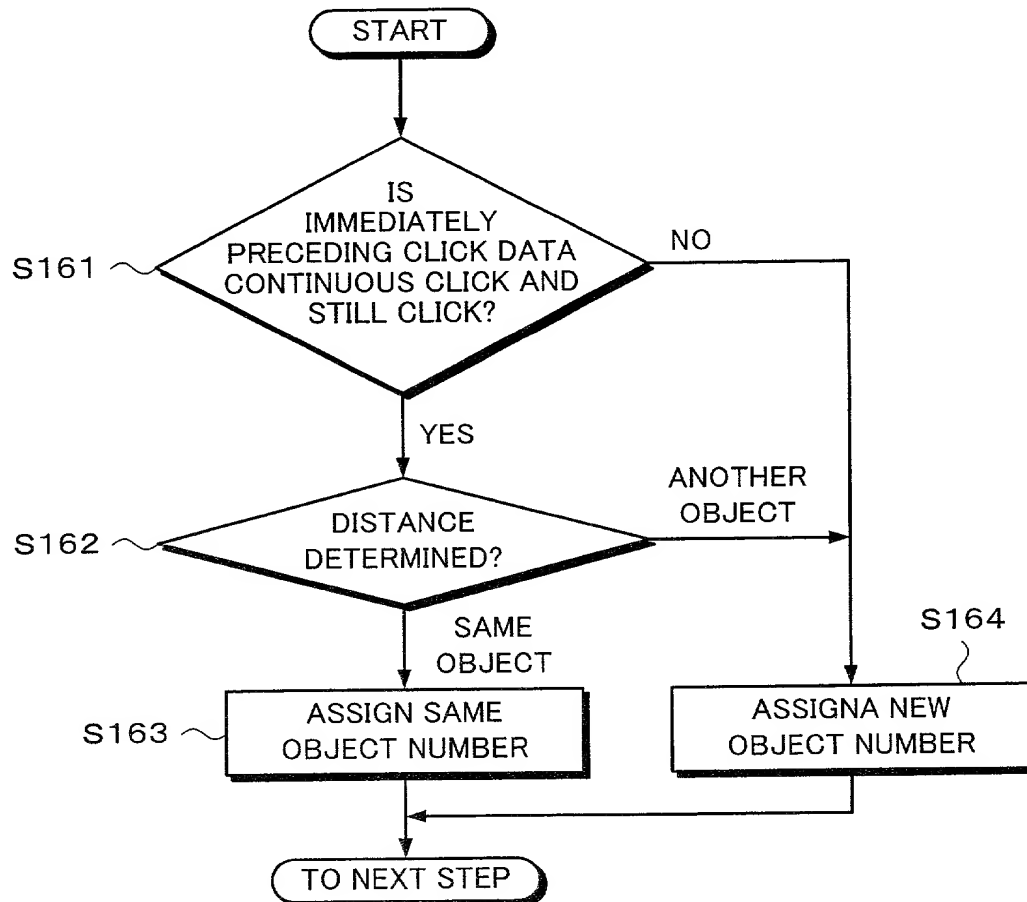 START
IS
IMMEDIATELY
PRECEDING CLICK DATA
CONTINUOUS CLICK AND
STILL CLICK?
S161
NO
YES
DISTANCE
DETERMINED?
S162
ANOTHER
OBJECT
SAME
OBJECT
S164
S163
ASSIGN SAME
OBJECT NUMBER
ASSIGNA NEW
OBJECT NUMBER
TO NEXT STEP